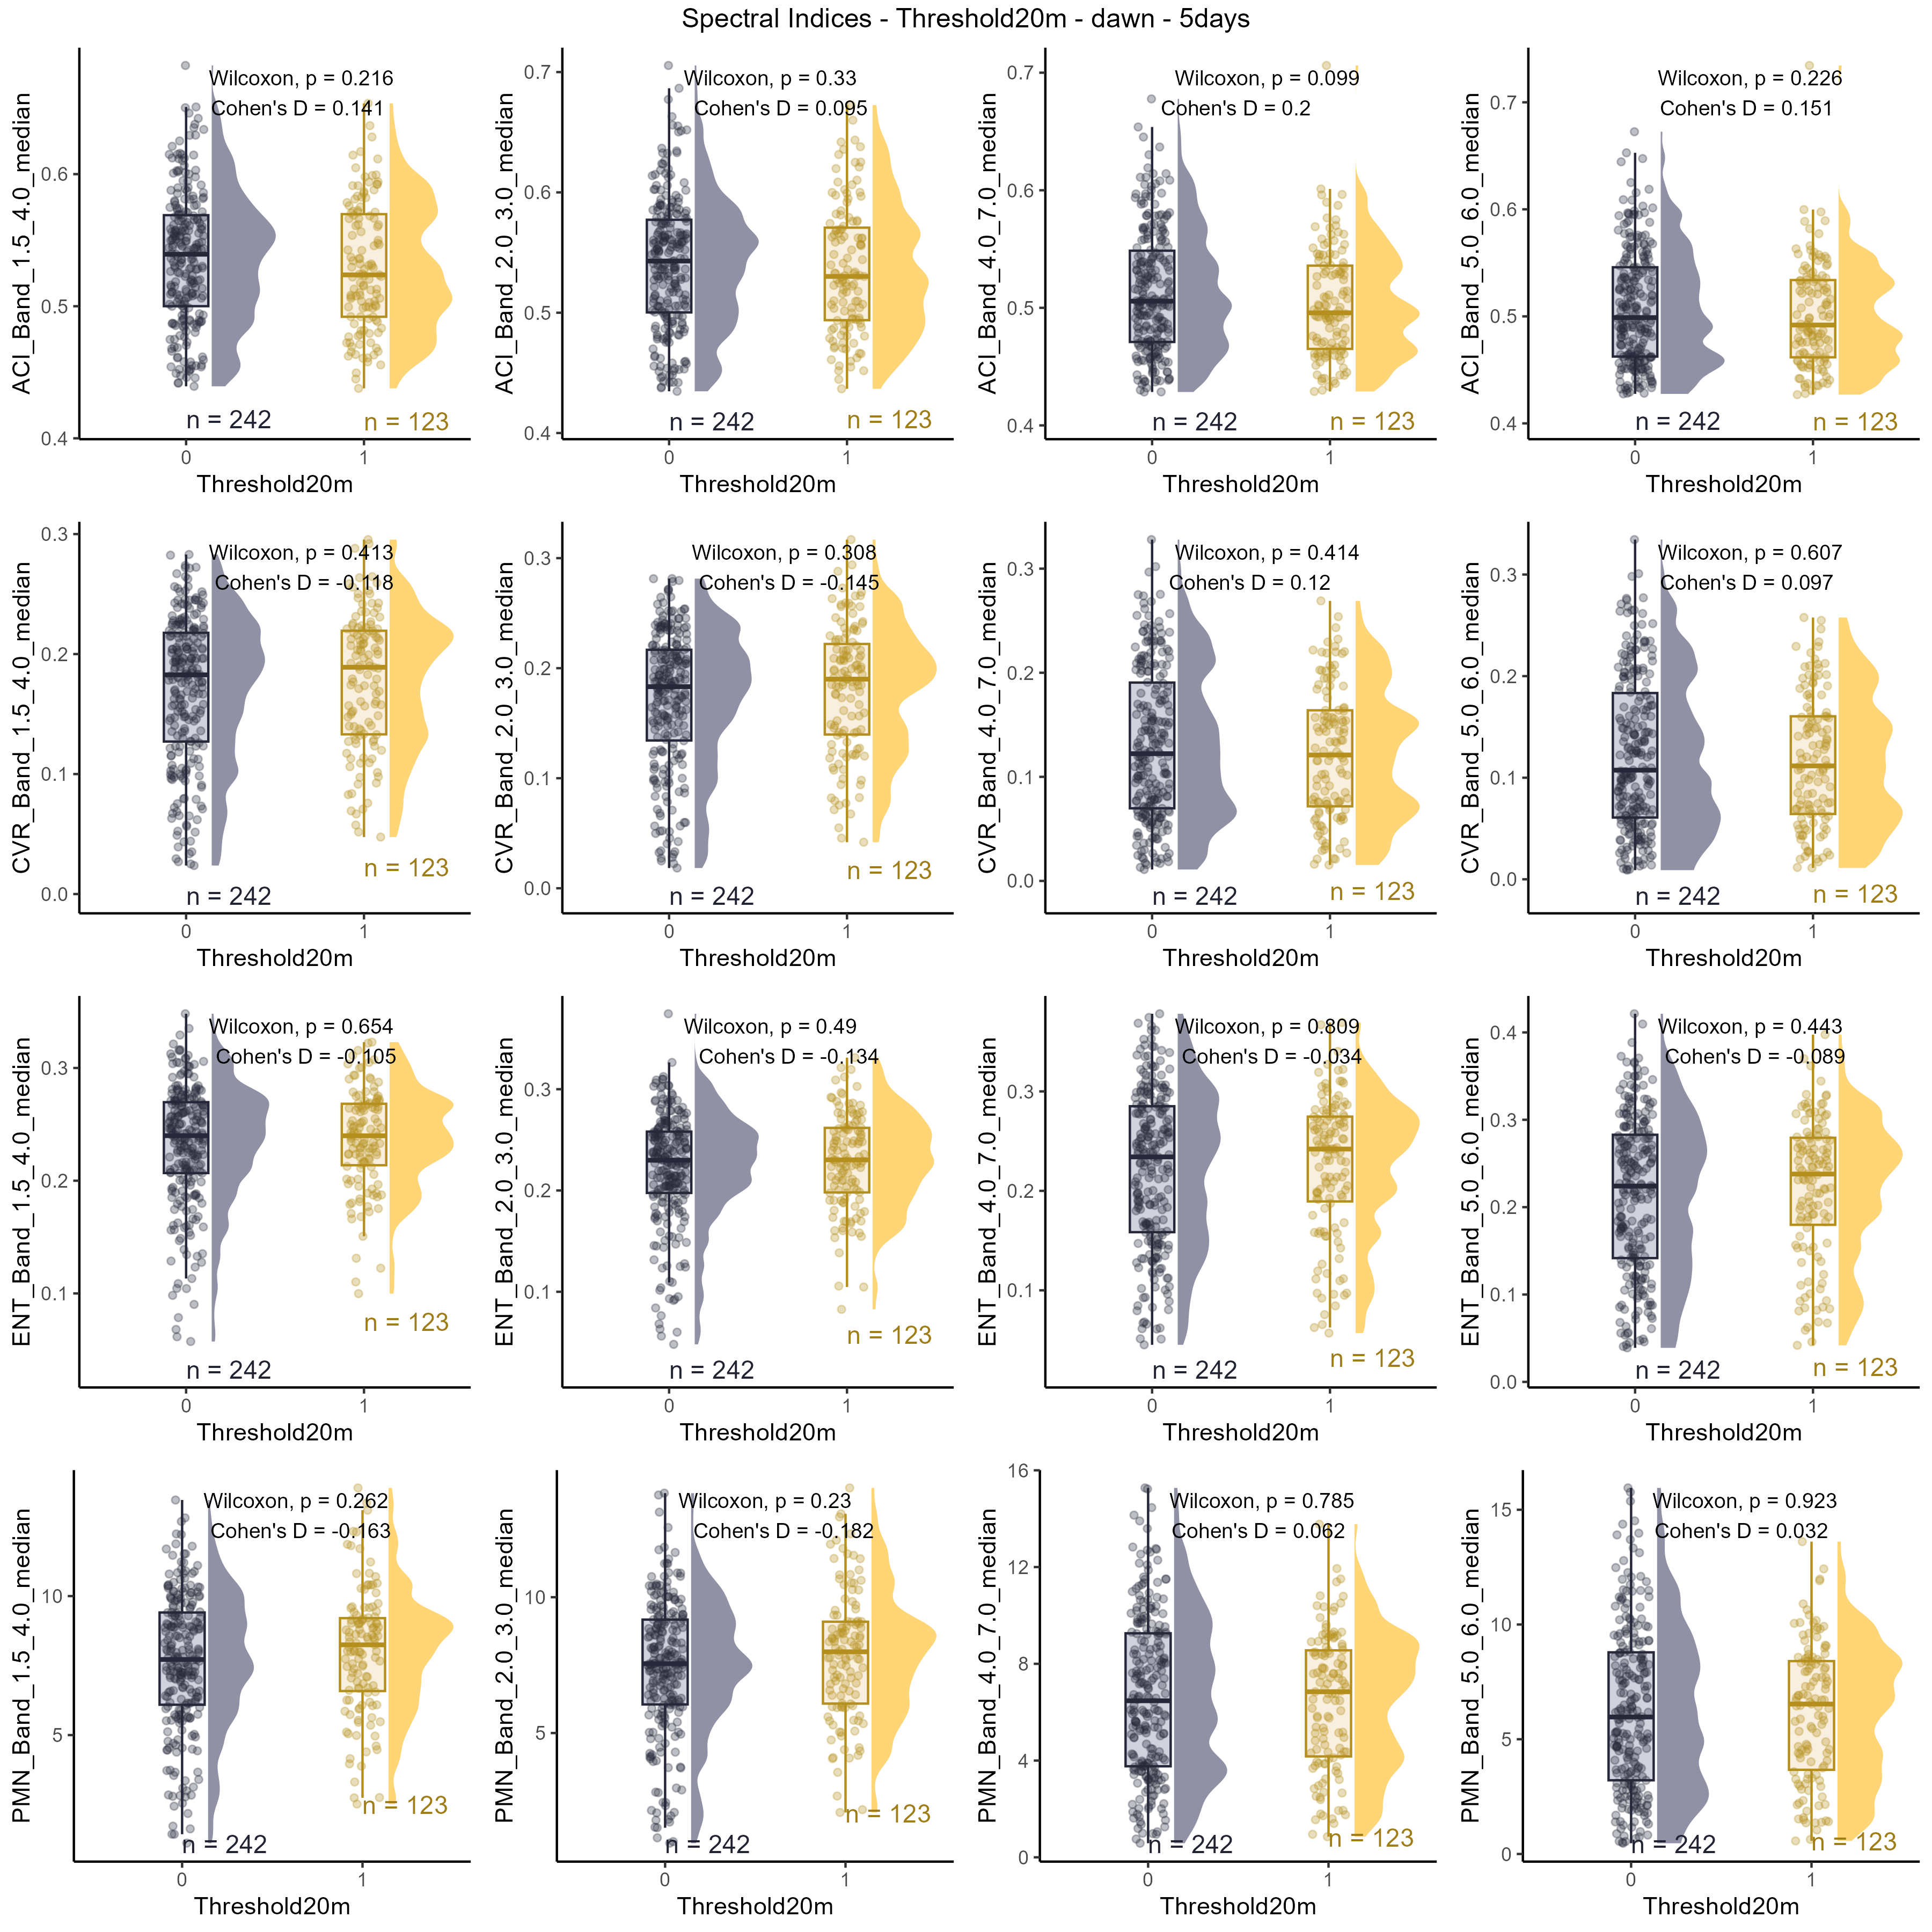 Spectral Indices - Threshold20m - dawn - 5days
ACI_Band_1.5_4.0_median
0.6
0.5
0.4
Wilcoxon, p = 0.216
Cohen's D = 0.141
n = 242
n = 123
0
1
Threshold20m
ACI_Band_2.0_3.0_median
0.7
0.6
0.5
0.4
Wilcoxon, p = 0.33
Cohen's D = 0.095
n = 242
n = 123
0
1
Threshold20m
ACI_Band_4.0_7.0_median
0.7
0.6
0.5
0.4
Wilcoxon, p = 0.099
Cohen's D = 0.2
n = 242
n = 123
0
1
Threshold20m
ACI_Band_5.0_6.0_median
0.7
0.6
0.5
0.4
Wilcoxon, p = 0.226
Cohen's D = 0.151
n = 242
n = 123
0
1
Threshold20m
CVR_Band_1.5_4.0_median
0.3
0.2
0.1
0.0
Wilcoxon, p = 0.413
Cohen's D = -0.118
n = 242
n = 123
0
1
Threshold20m
CVR_Band_2.0_3.0_median
0.3
0.2
0.1
0.0
Wilcoxon, p = 0.308
Cohen's D = -0.145
n = 242
n = 123
0
1
Threshold20m
CVR_Band_4.0_7.0_median
0.3
0.2
0.1
0.0
Wilcoxon, p = 0.414
Cohen's D = 0.12
n = 242
n = 123
0
1
Threshold20m
CVR_Band_5.0_6.0_median
0.3
0.2
0.1
0.0
Wilcoxon, p = 0.607
Cohen's D = 0.097
n = 242
n = 123
0
1
Threshold20m
ENT_Band_1.5_4.0_median
0.3
0.2
0.1
Wilcoxon, p = 0.654
Cohen's D = -0.105
n = 242
n = 123
0
1
Threshold20m
ENT_Band_2.0_3.0_median
0.3
0.2
0.1
Wilcoxon, p = 0.49
Cohen's D = -0.134
n = 242
n = 123
0
1
Threshold20m
ENT_Band_4.0_7.0_median
0.3
0.2
0.1
Wilcoxon, p = 0.809
Cohen's D = -0.034
n = 242
n = 123
0
1
Threshold20m
ENT_Band_5.0_6.0_median
0.4
0.3
0.2
0.1
0.0
Wilcoxon, p = 0.443
Cohen's D = -0.089
n = 242
n = 123
0
1
Threshold20m
PMN_Band_1.5_4.0_median
10
5
Wilcoxon, p = 0.262
Cohen's D = -0.163
n = 242
n = 123
0
1
Threshold20m
PMN_Band_2.0_3.0_median
10
5
Wilcoxon, p = 0.23
Cohen's D = -0.182
n = 242
n = 123
0
1
Threshold20m
PMN_Band_4.0_7.0_median
16
12
8
4
0
Wilcoxon, p = 0.785
Cohen's D = 0.062
n = 242
n = 123
0
1
Threshold20m
PMN_Band_5.0_6.0_median
15
10
5
0
Wilcoxon, p = 0.923
Cohen's D = 0.032
n = 242
n = 123
0
1
Threshold20m